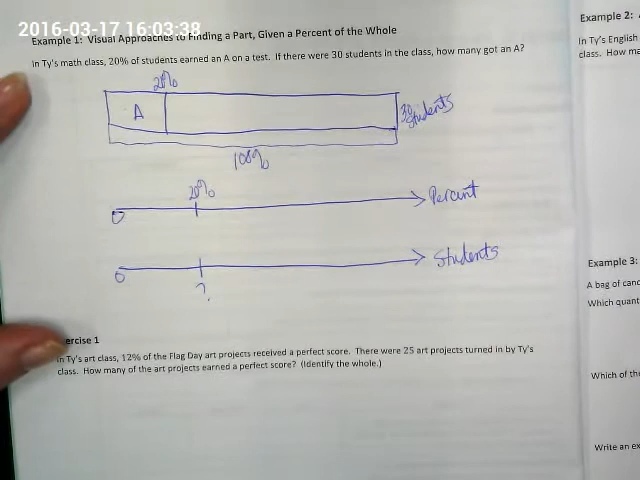 2016-03-17 16:03:38
Example 1: Visual Approaches to Finding a Part, Given a Percent of the Whole
In Ty's math class, 20% of students earned an A on a test. If there were 30 students in the class, how many got an A?
20%
A
30 students
100%
20%
0
Percent
0
Students
?
ercise 1
In Ty's art class, 12% of the Flag Day art projects received a perfect score. There were 25 art projects turned in by Ty's
class. How many of the art projects earned a perfect score? (Identify the whole.)
Example 2:
In Ty's English
class. How ma
Example 3:
A bag of cand
Which quant
Which of the
Write an ex